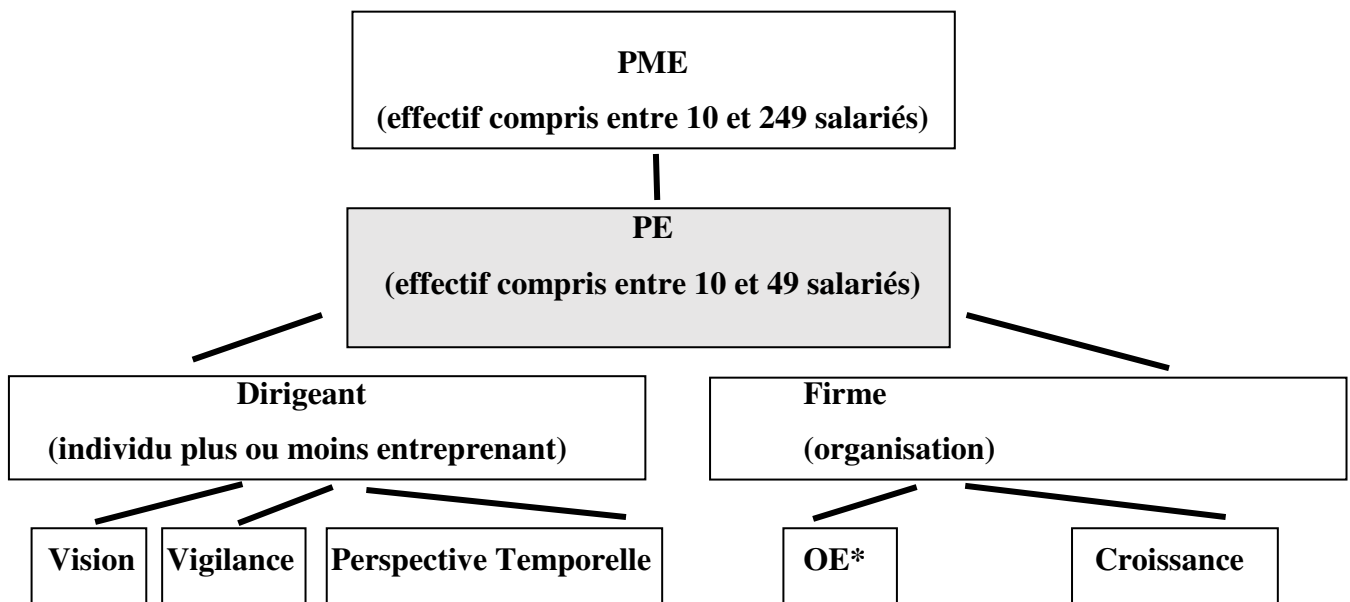 PME
(effectif compris entre 10 et 249 salariés)
PE
(effectif compris entre 10 et 49 salariés)
Dirigeant
(individu plus ou moins entreprenant)
Firme
(organisation)
Vision
Vigilance
Perspective Temporelle
OE*
Croissance